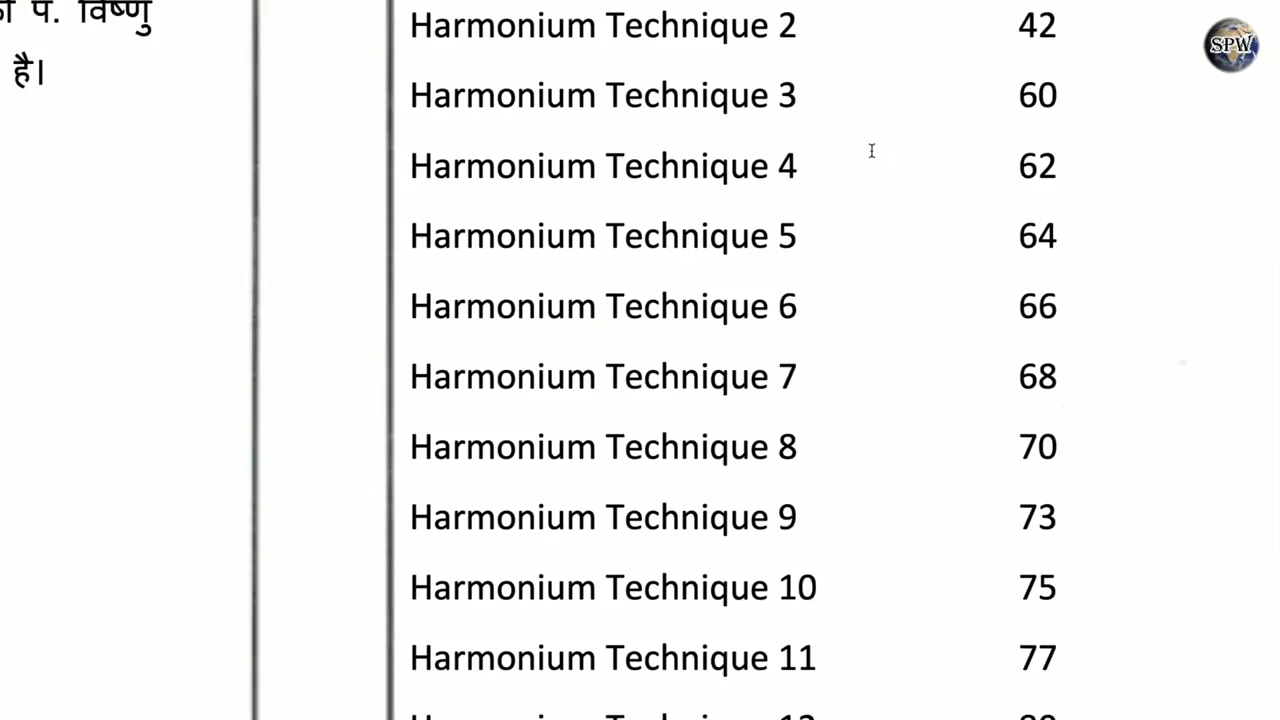 पं. विष्णु
है।
Harmonium Technique 2 42
Harmonium Technique 3 60
Harmonium Technique 4 62
Harmonium Technique 5 64
Harmonium Technique 6 66
Harmonium Technique 7 68
Harmonium Technique 8 70
Harmonium Technique 9 73
Harmonium Technique 10 75
Harmonium Technique 11 77
SPW